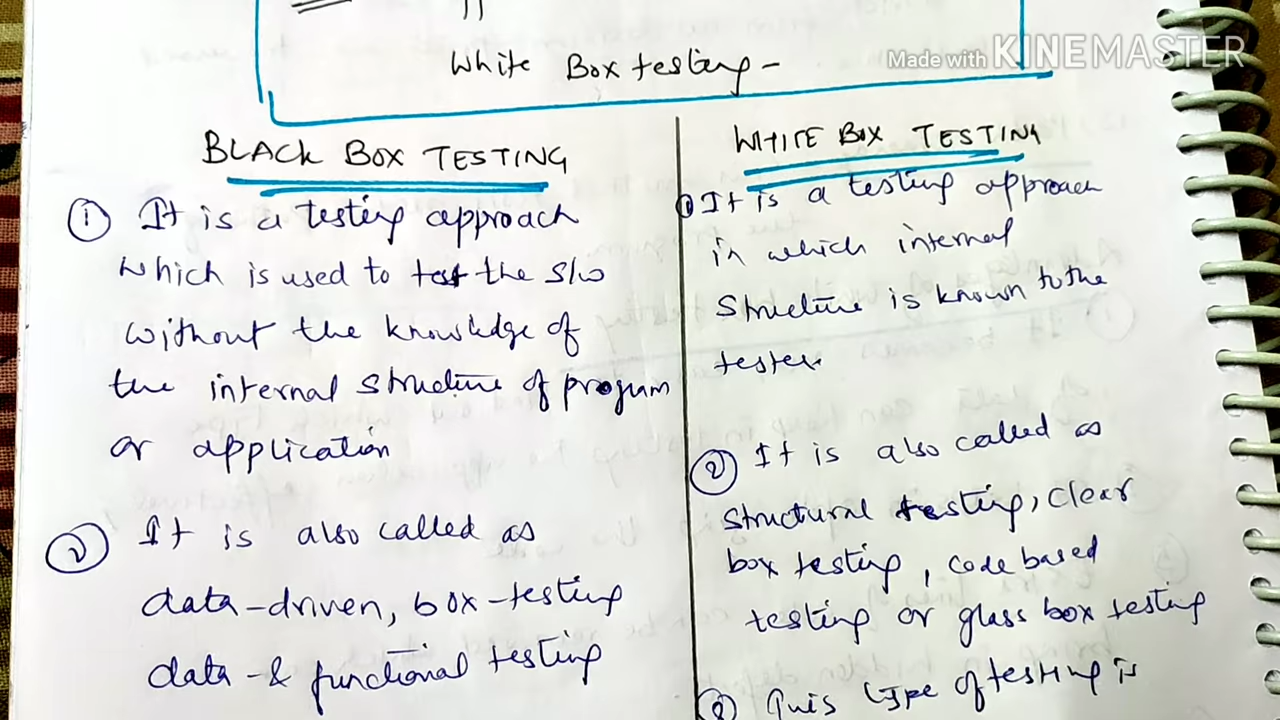 White Box testing -
Made with KINEMASTER
BLACK BOX TESTING
① It is a testing approach
which is used to test the S/w
without the knowledge of
the internal structure of program
or application
② It is also called as
data-driven, box-testing
data-& functional testing
WHITE BOX TESTING
① It is a testing approach
in which internal
structure is known to the
tester.
② It is also called as
structural testing, clear
box testing, code based
testing or glass box testing
This type of testing is